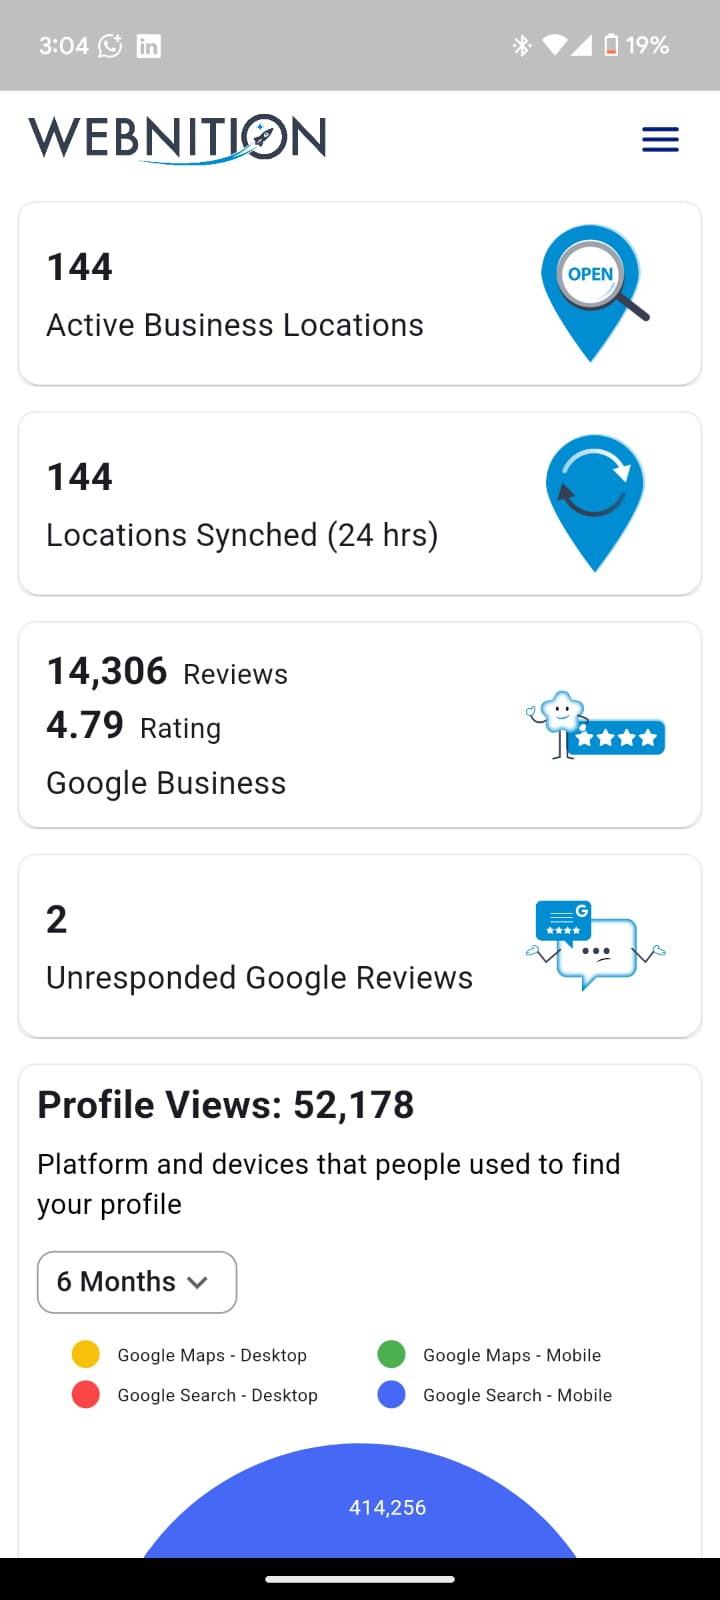 3:04
19%
WEBNITION
144
Active Business Locations
OPEN
144
Locations Synched (24 hrs)
14,306 Reviews
4.79 Rating
Google Business
2
Unresponded Google Reviews
G
Profile Views: 52,178
Platform and devices that people used to find
your profile
6 Months
Google Maps - Desktop
Google Maps - Mobile
Google Search - Desktop
Google Search - Mobile
414,256